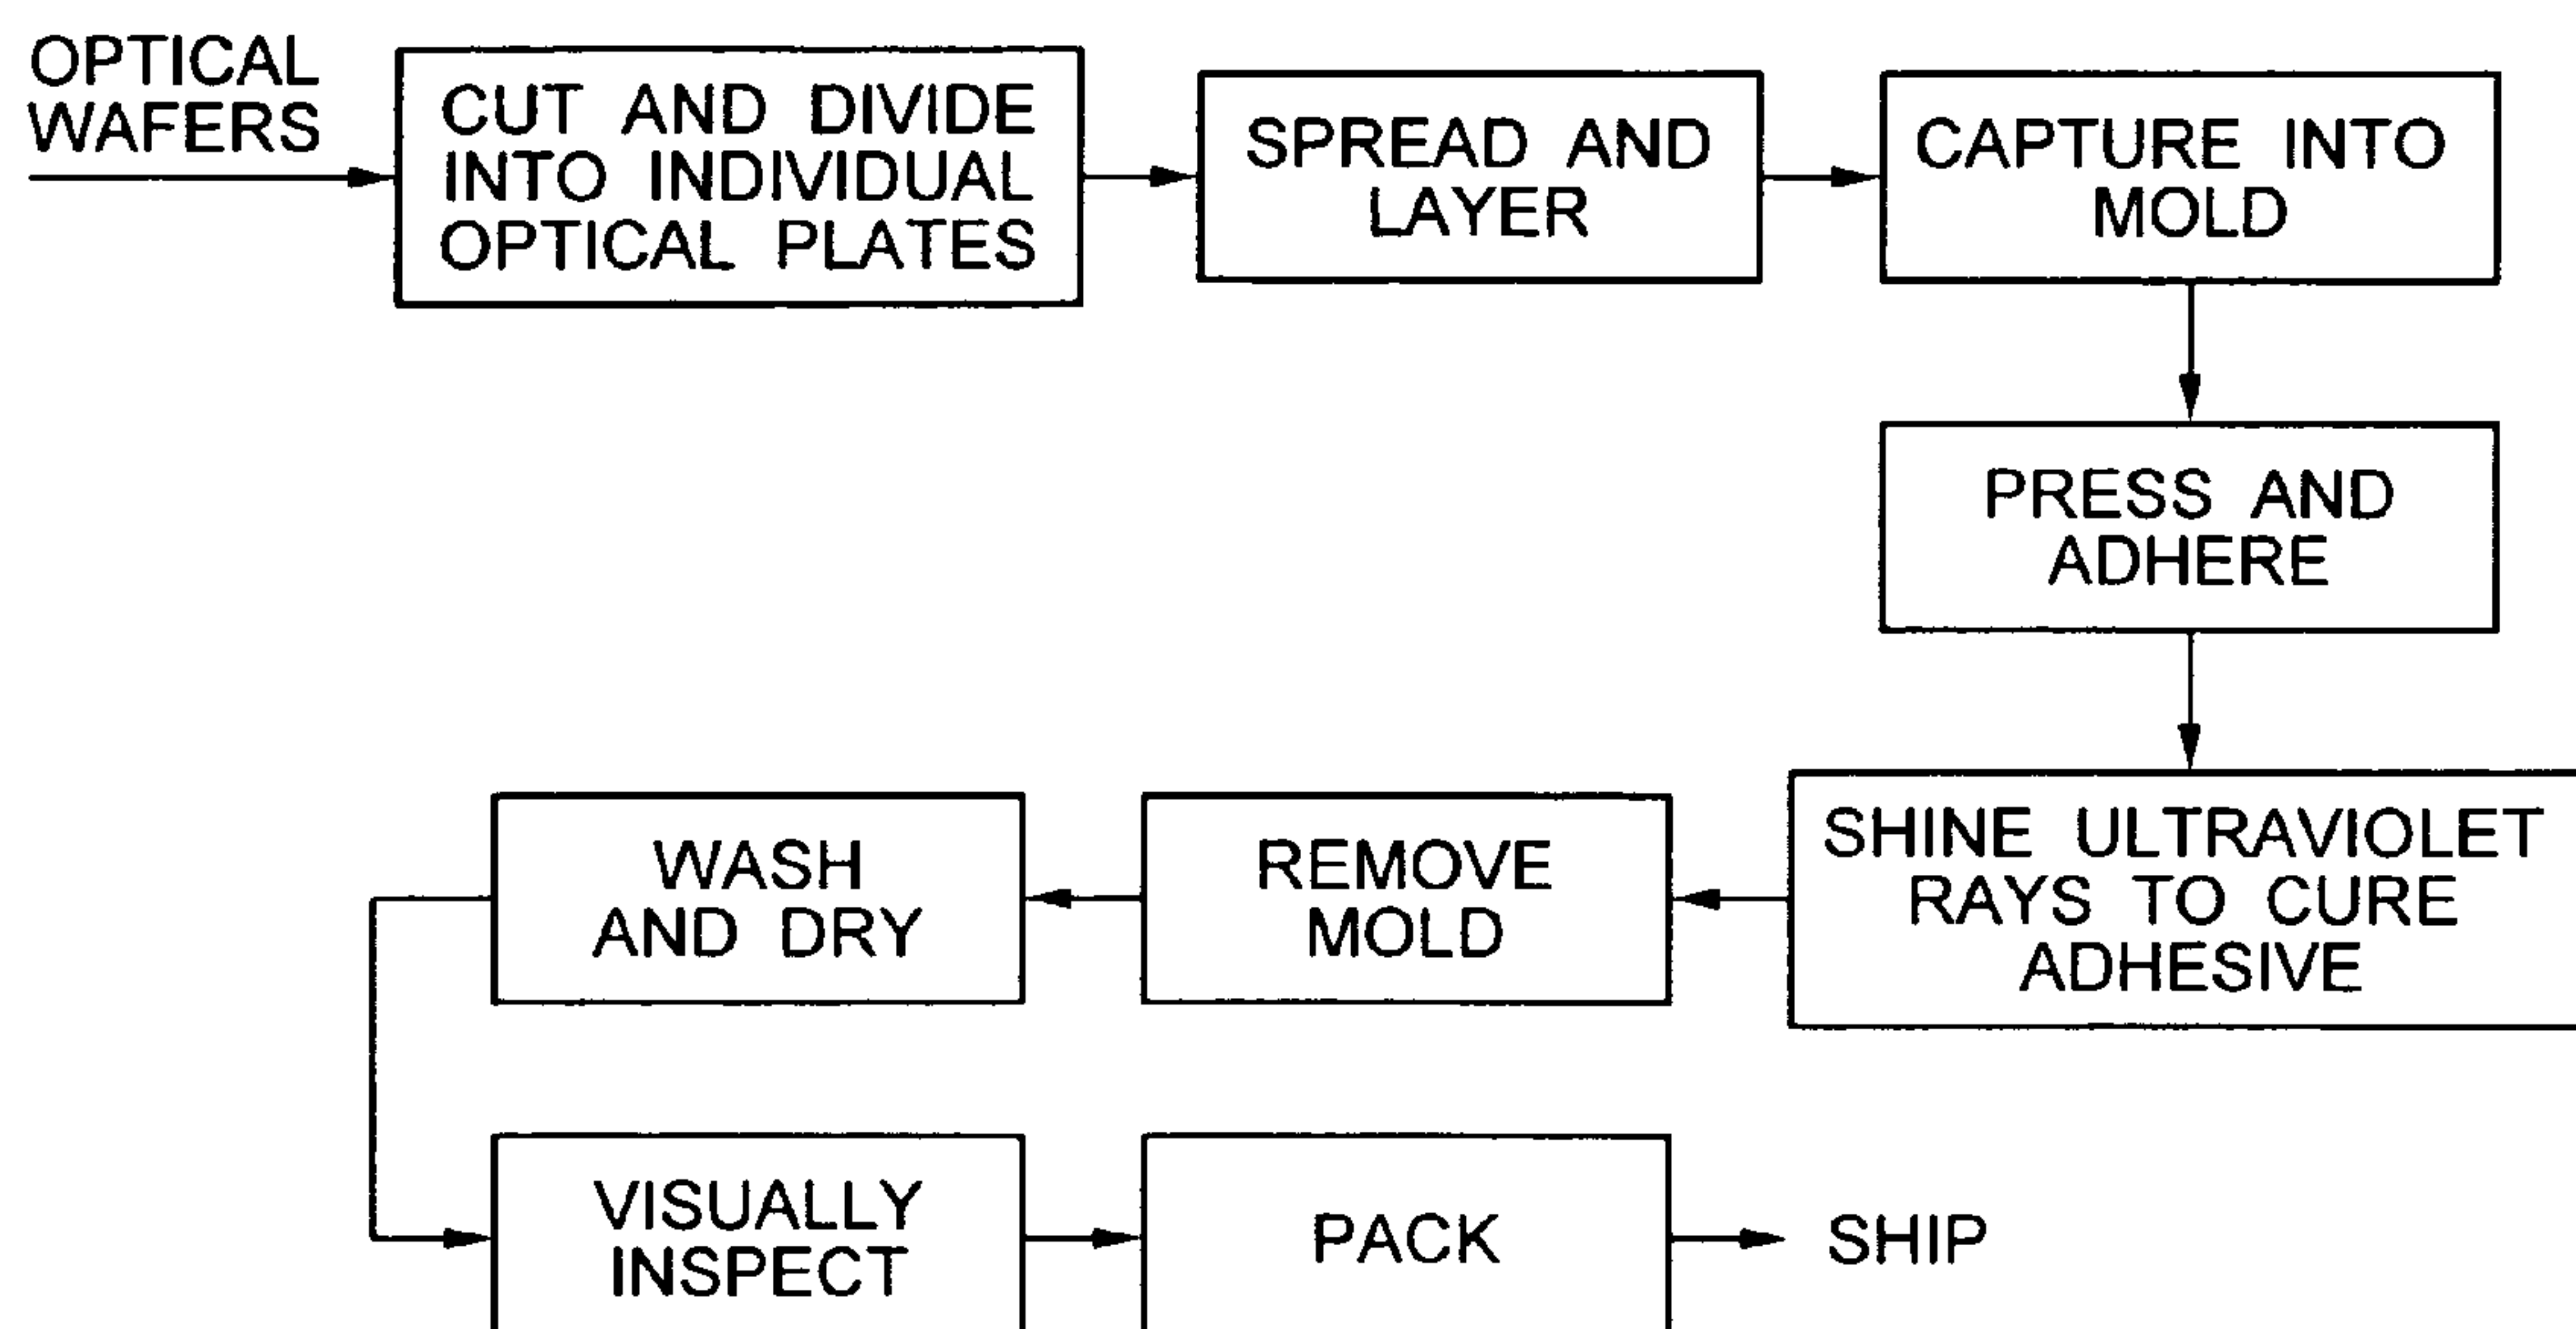 OPTICAL
WAFERS
CUT AND DIVIDE
INTO INDIVIDUAL
OPTICAL PLATES
SPREAD AND
LAYER
CAPTURE INTO
MOLD
PRESS AND
ADHERE
SHINE ULTRAVIOLET
RAYS TO CURE
ADHESIVE
REMOVE
MOLD
WASH
AND DRY
VISUALLY
INSPECT
PACK
SHIP